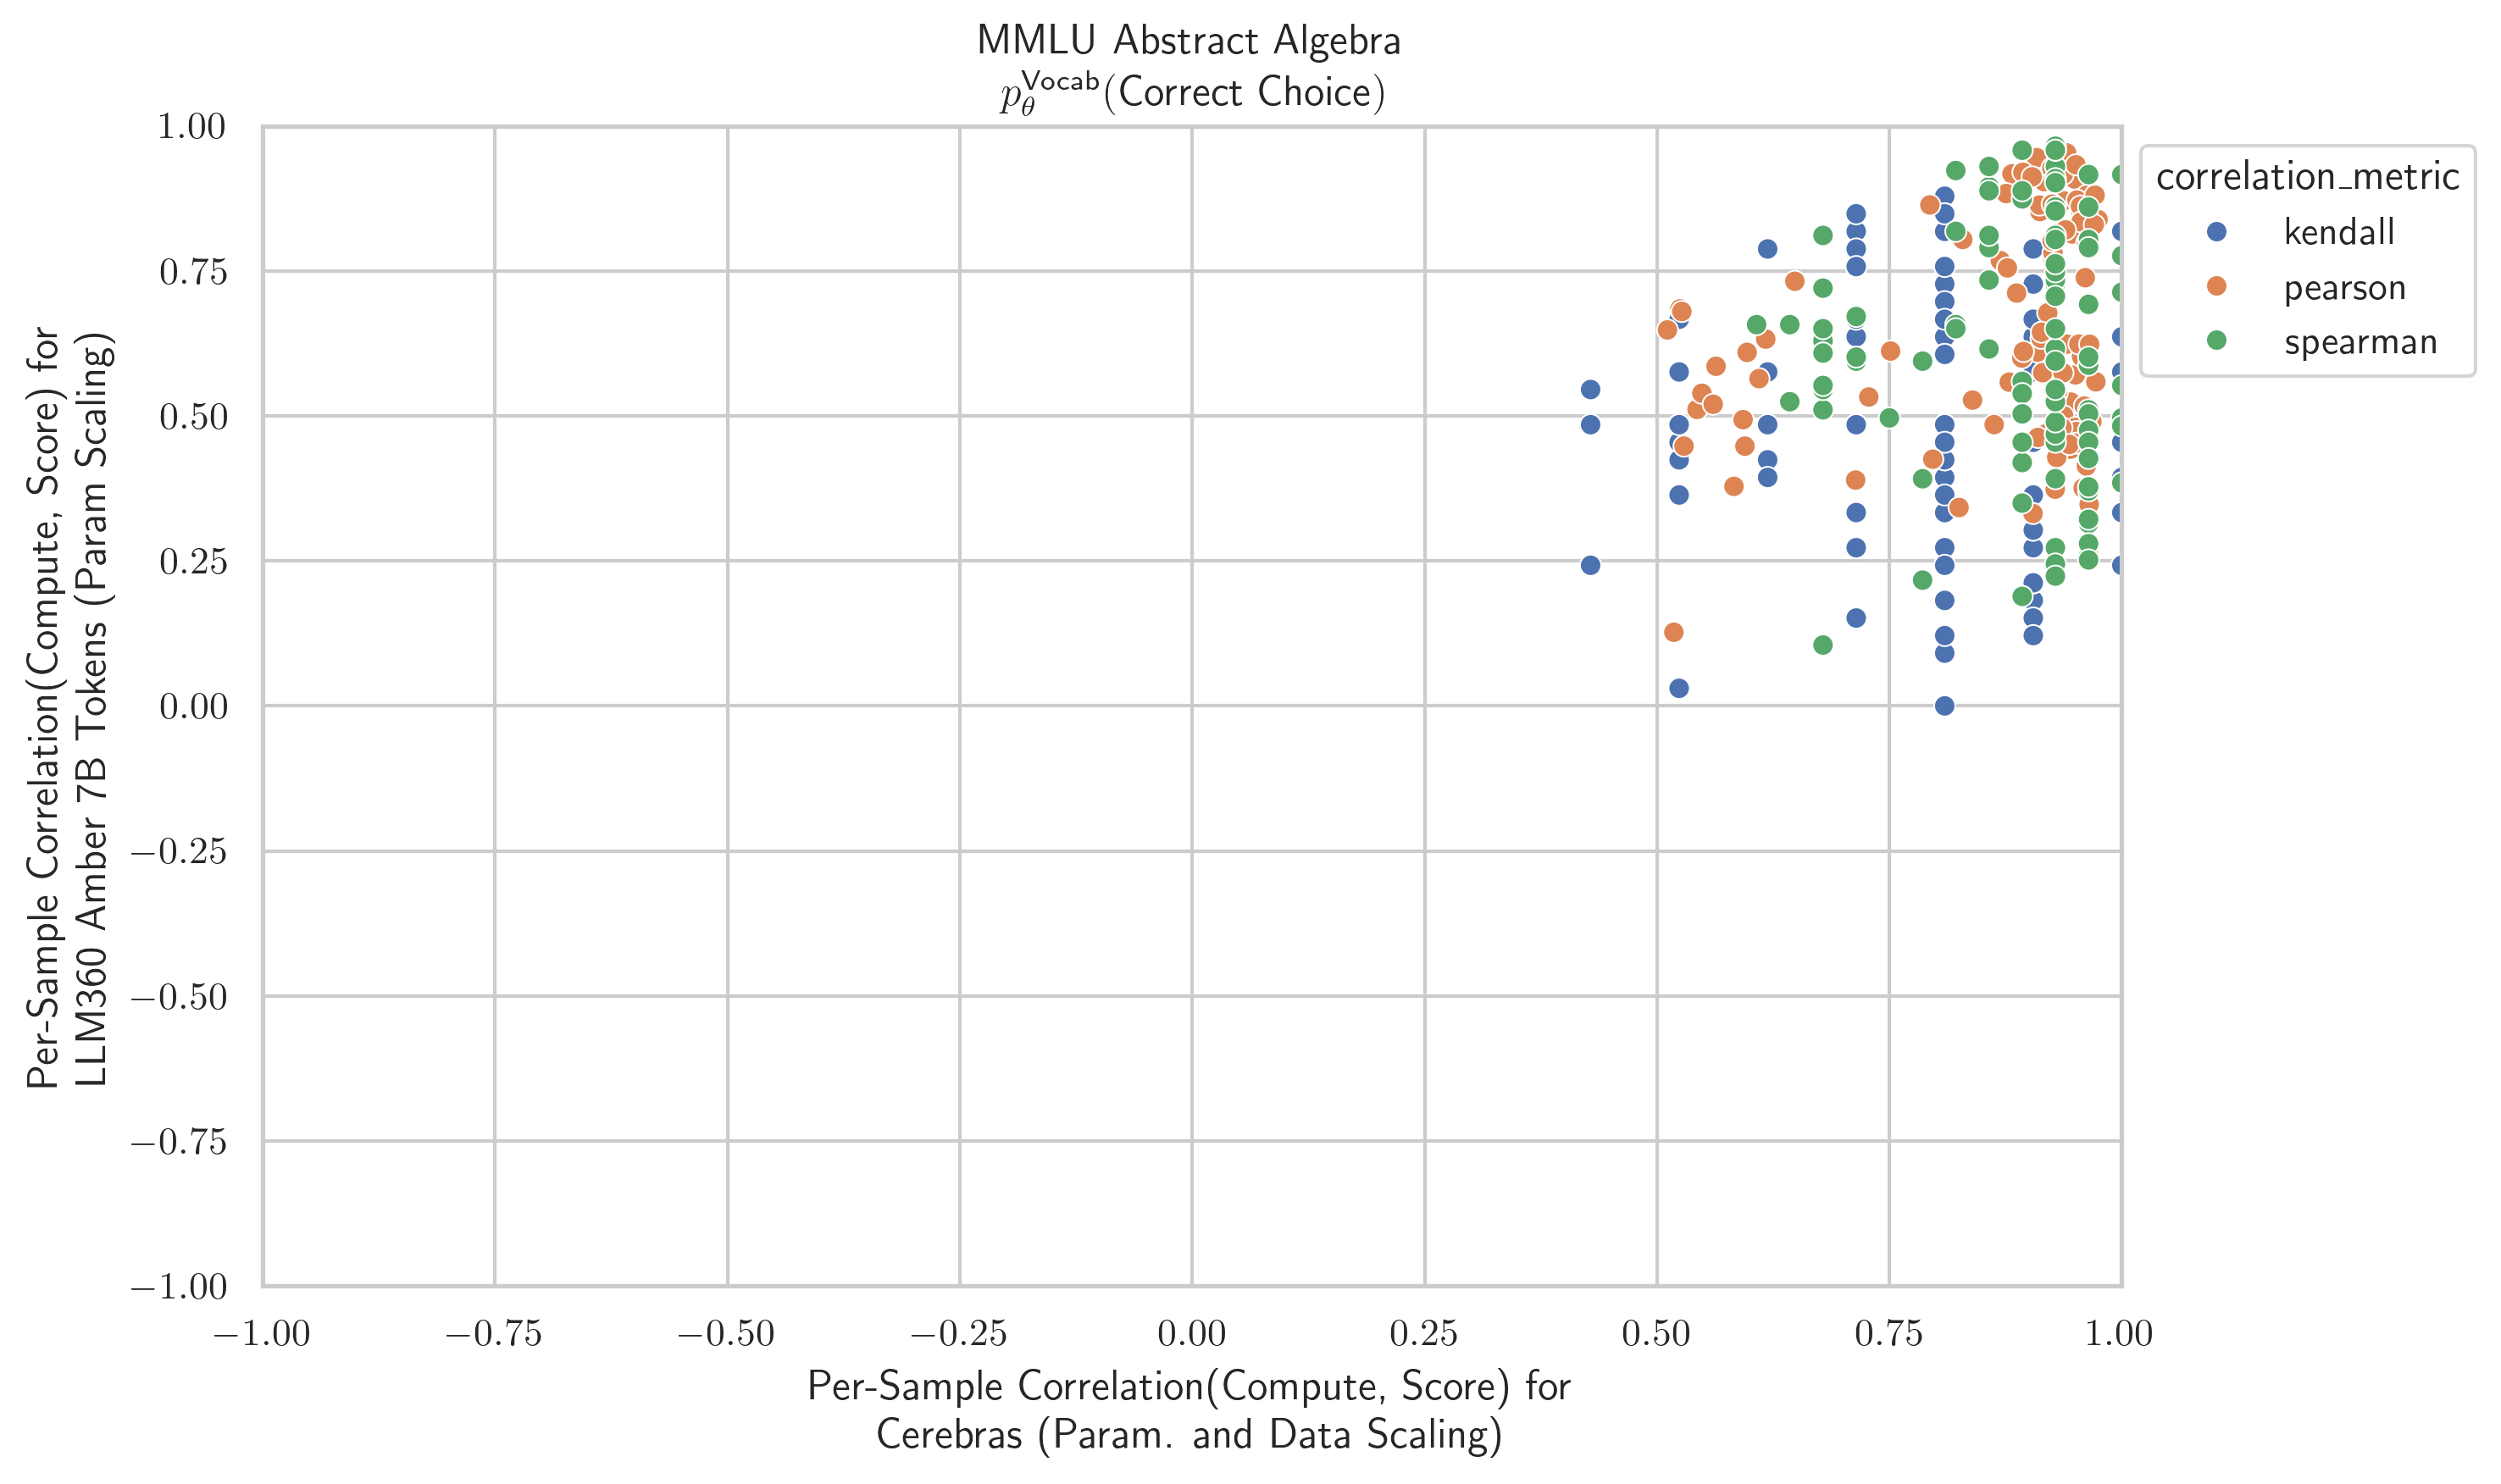 MMLU Abstract Algebra
p_θ^Vocab(Correct Choice)
Per-Sample Correlation(Compute, Score) for
LLM360 Amber 7B Tokens (Param Scaling)
1.00
0.75
0.50
0.25
0.00
−0.25
−0.50
−0.75
−1.00
−1.00 −0.75 −0.50 −0.25 0.00 0.25 0.50 0.75 1.00
Per-Sample Correlation(Compute, Score) for
Cerebras (Param. and Data Scaling)
correlation_metric
kendall
pearson
spearman